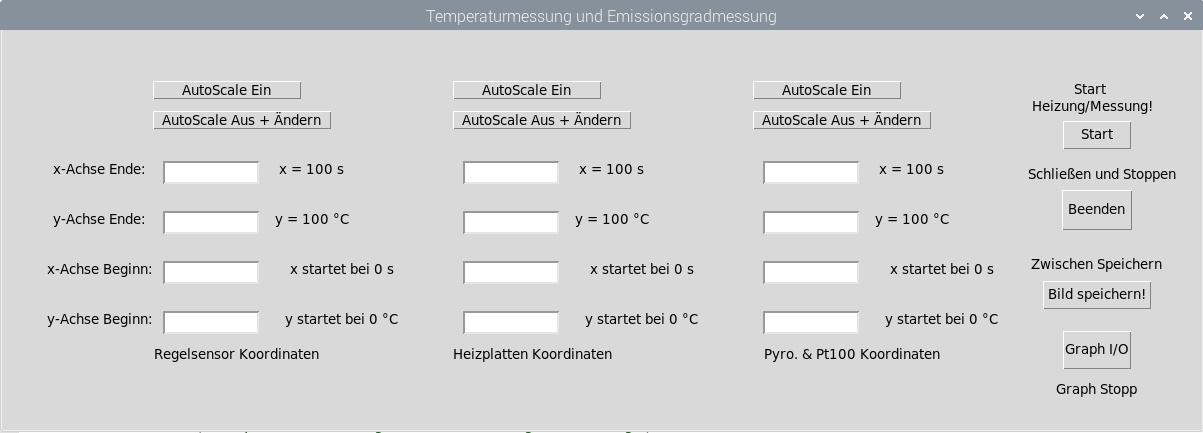 Temperaturmessung und Emissionsgradmessung
AutoScale Ein AutoScale Ein AutoScale Ein Start
Heizung/Messung!
AutoScale Aus + Ändern AutoScale Aus + Ändern AutoScale Aus + Ändern
Start
x-Achse Ende: x = 100 s x = 100 s x = 100 s
Schließen und Stoppen
y-Achse Ende: y = 100 °C y = 100 °C y = 100 °C
Beenden
x-Achse Beginn: x startet bei 0 s x startet bei 0 s x startet bei 0 s
Zwischen Speichern
Bild speichern!
y-Achse Beginn: y startet bei 0 °C y startet bei 0 °C y startet bei 0 °C
Regelsensor Koordinaten Heizplatten Koordinaten Pyro. & Pt100 Koordinaten
Graph I/O
Graph Stopp